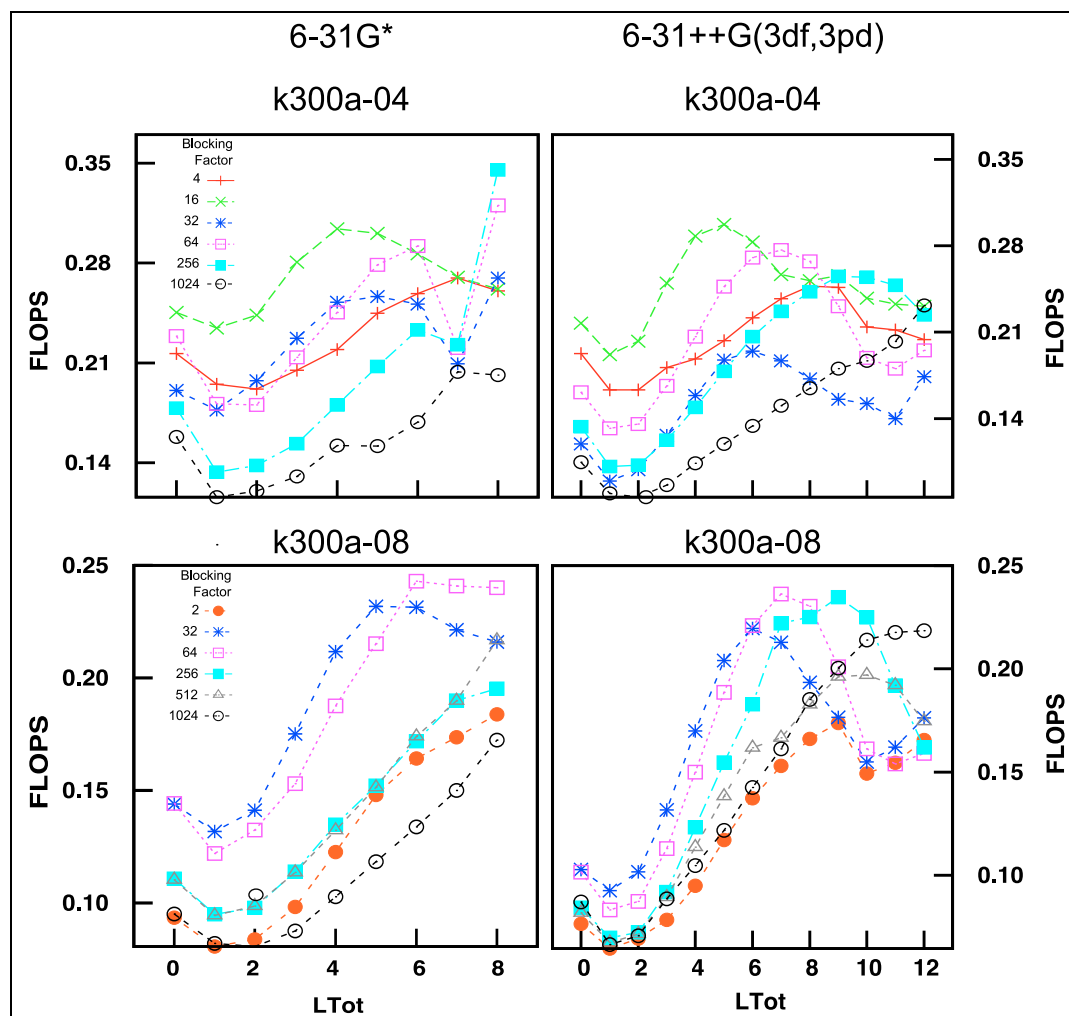 6-31G* 6-31++G(3df,3pd)
k300a-04 k300a-04
Blocking
Factor
4
16
32
64
256
1024
0.35
0.28
0.21
0.14
FLOPS
0.35
0.28
0.21
0.14
FLOPS
k300a-08 k300a-08
Blocking
Factor
2
32
64
256
512
1024
0.25
0.20
0.15
0.10
FLOPS
0.25
0.20
0.15
0.10
FLOPS
0 2 4 6 8
0 2 4 6 8 10 12
LTot LTot